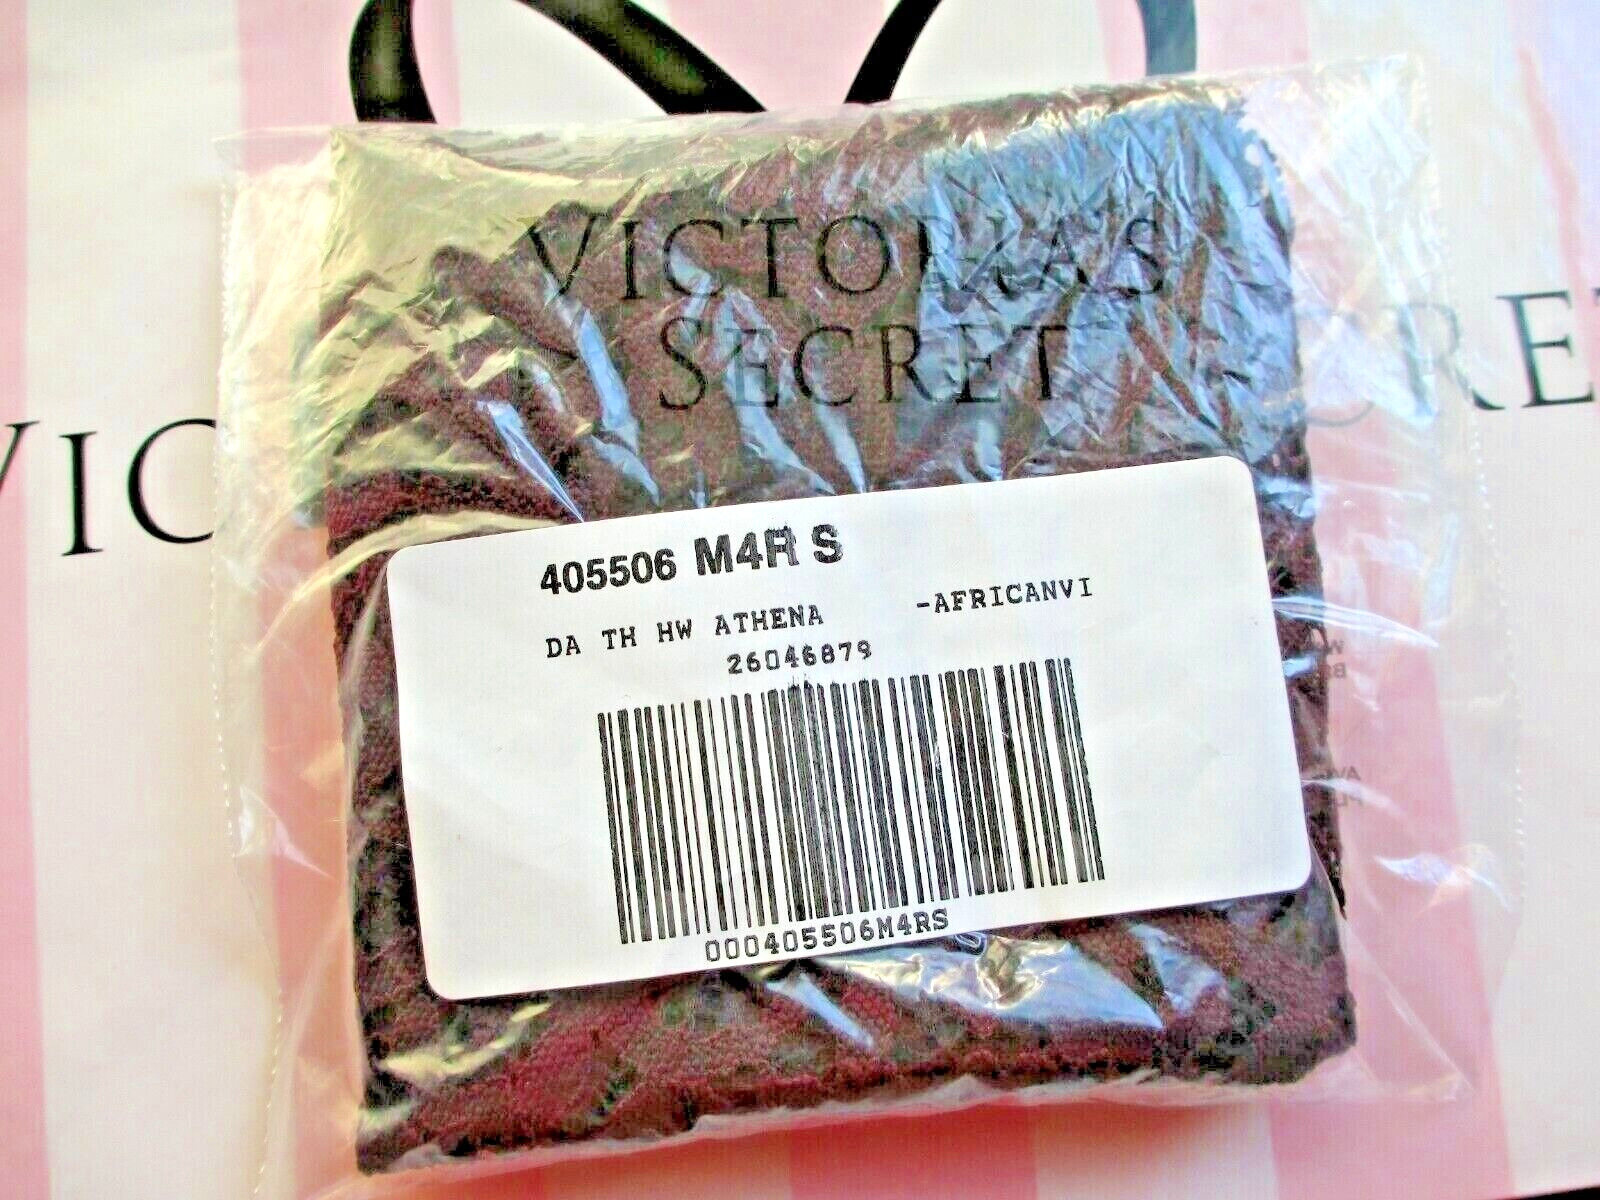 VICTORIA'S
SECRET
VIC
RET
405506 M4R S
DA TH HW ATHENA -AFRICANVI
26046879
000405506M4RS